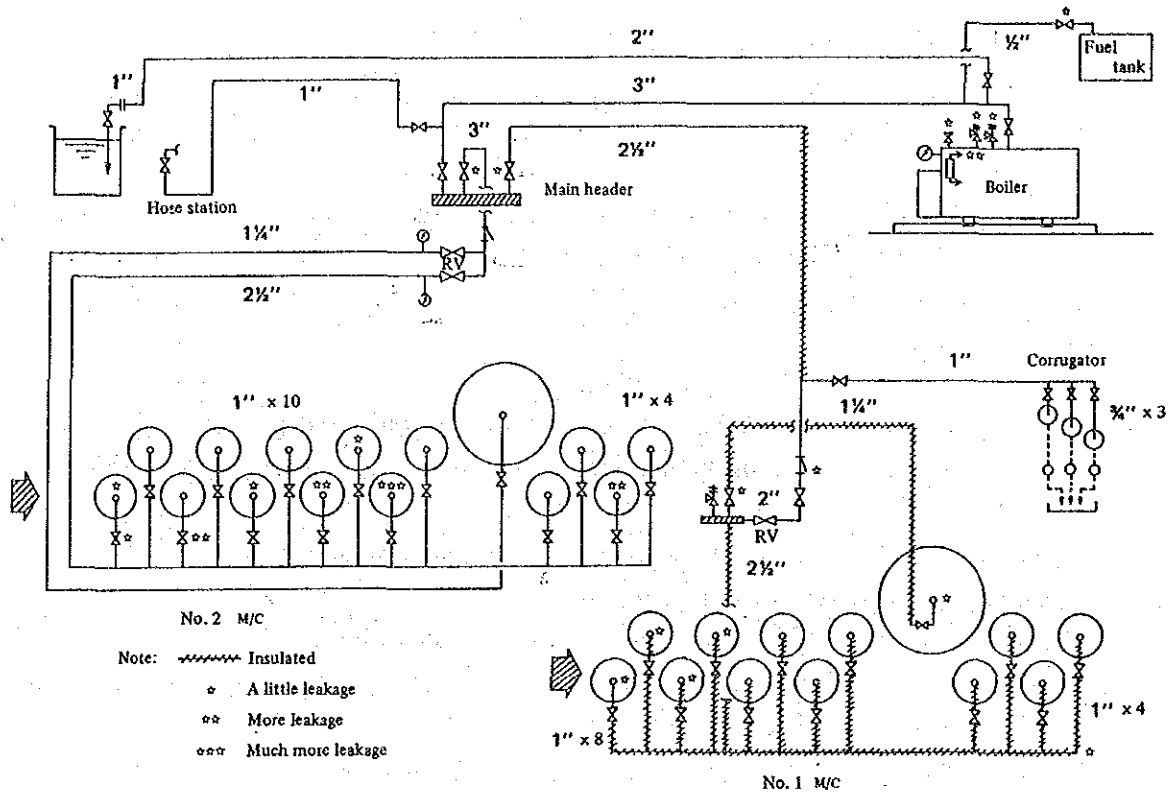 2"
½"
Fuel
tank
1"
1"
3"
3"
2½"
Main header
Boiler
Hose station
1¼"
RV
2½"
1"
Corrugator
1" x 10
1" x 4
1¼"
¾" x 3
2"
RV
2½"
No. 2 M/C
Note: Insulated
☆ A little leakage
☆☆ More leakage
☆☆☆ Much more leakage
1" x 8
1" x 4
No. 1 M/C